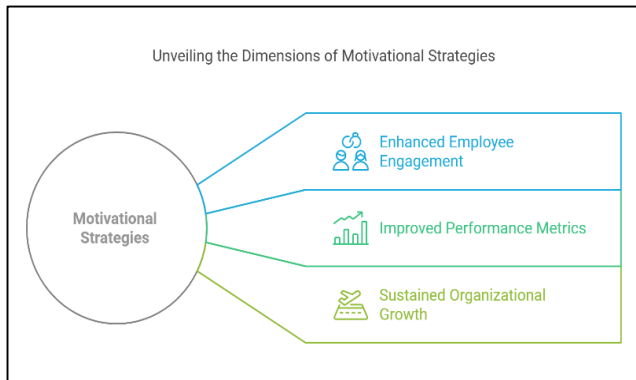 Unveiling the Dimensions of Motivational Strategies
Enhanced Employee
Engagement
Motivational
Strategies
Improved Performance Metrics
Sustained Organizational
Growth